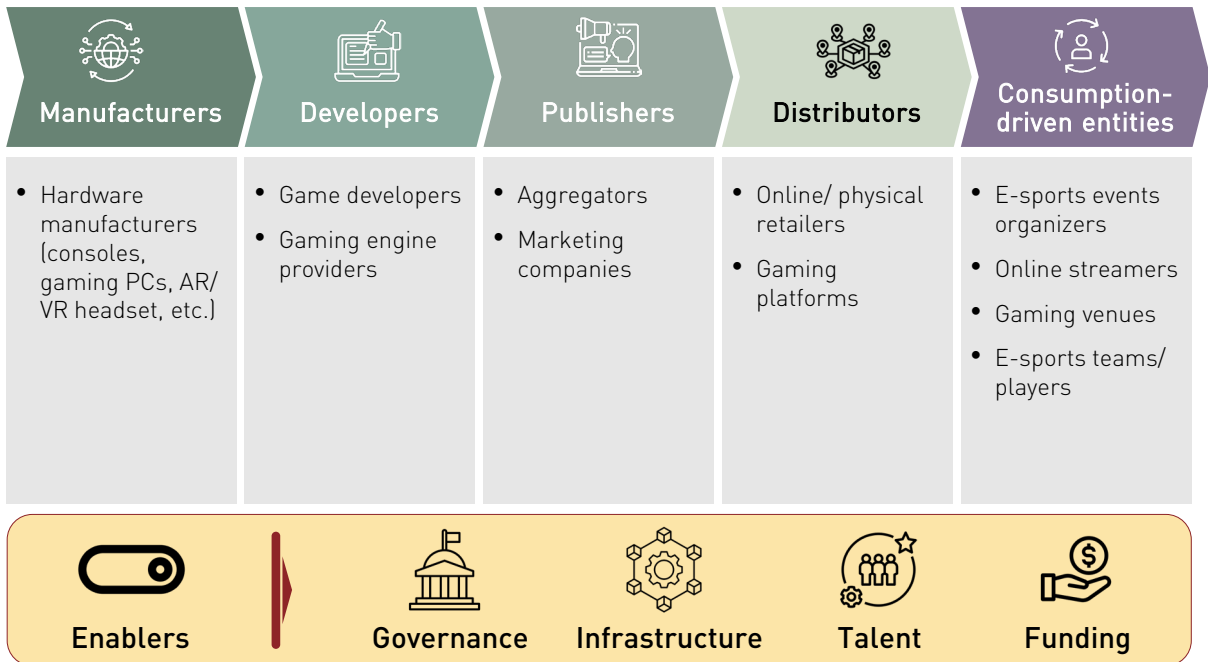 Manufacturers
Developers
Publishers
Distributors
Consumption-
driven entities
• Hardware
manufacturers
(consoles,
gaming PCs, AR/
VR headset, etc.)
• Game developers
• Gaming engine
providers
• Aggregators
• Marketing
companies
• Online/ physical
retailers
• Gaming
platforms
• E-sports events
organizers
• Online streamers
• Gaming venues
• E-sports teams/
players
Enablers
Governance
Infrastructure
Talent
$
Funding